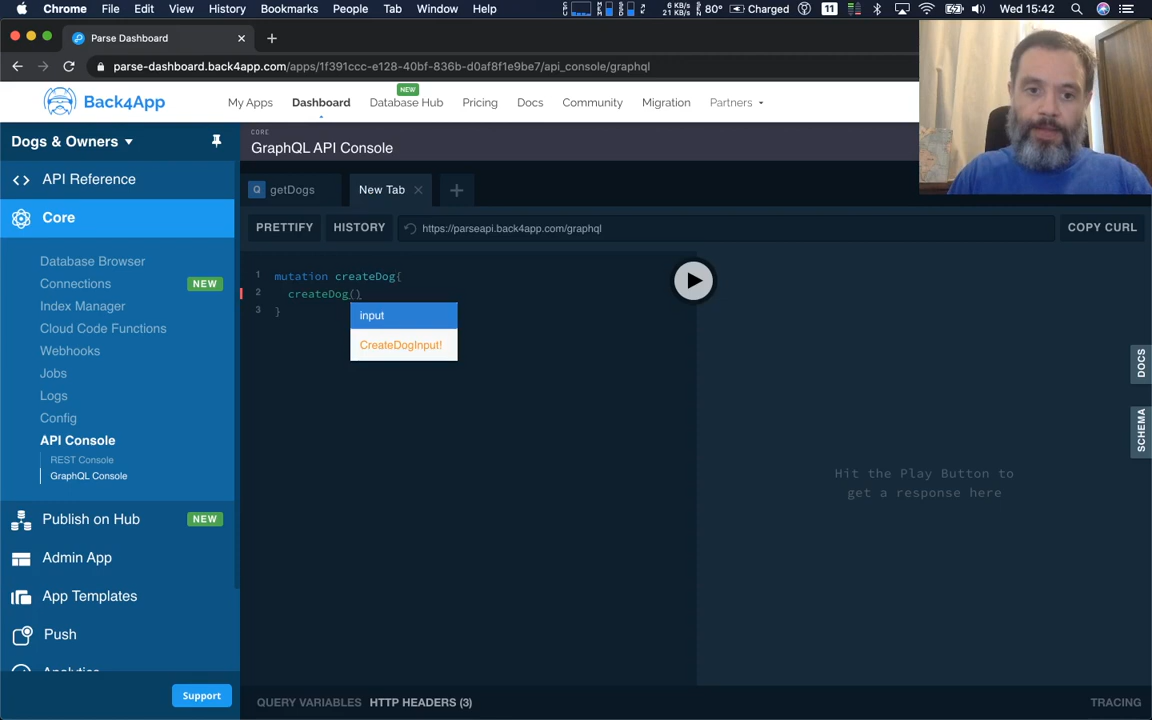 Chrome File Edit View History Bookmarks People Tab Window Help
6 KB/s
21 KB/s
80° Charged 11 Wed 15:42
Parse Dashboard
parse-dashboard.back4app.com/apps/1f391ccc-e128-40bf-836b-d0af8f1e9be7/api_console/graphql
NEW
Back4App My Apps Dashboard Database Hub Pricing Docs Community Migration Partners
Dogs & Owners
CORE
GraphQL API Console
API Reference
getDogs New Tab
Q
Core
PRETTIFY HISTORY https://parseapi.back4app.com/graphql COPY CURL
Database Browser
Connections NEW
Index Manager
Cloud Code Functions
Webhooks
Jobs
Logs
Config
API Console
REST Console
GraphQL Console
1 mutation createDog{
2 createDog()
3 }
input
CreateDogInput!
Hit the Play Button to
get a response here
DOCS
SCHEMA
Publish on Hub NEW
Admin App
App Templates
Push
Analytics
Support
QUERY VARIABLES HTTP HEADERS (3) TRACING